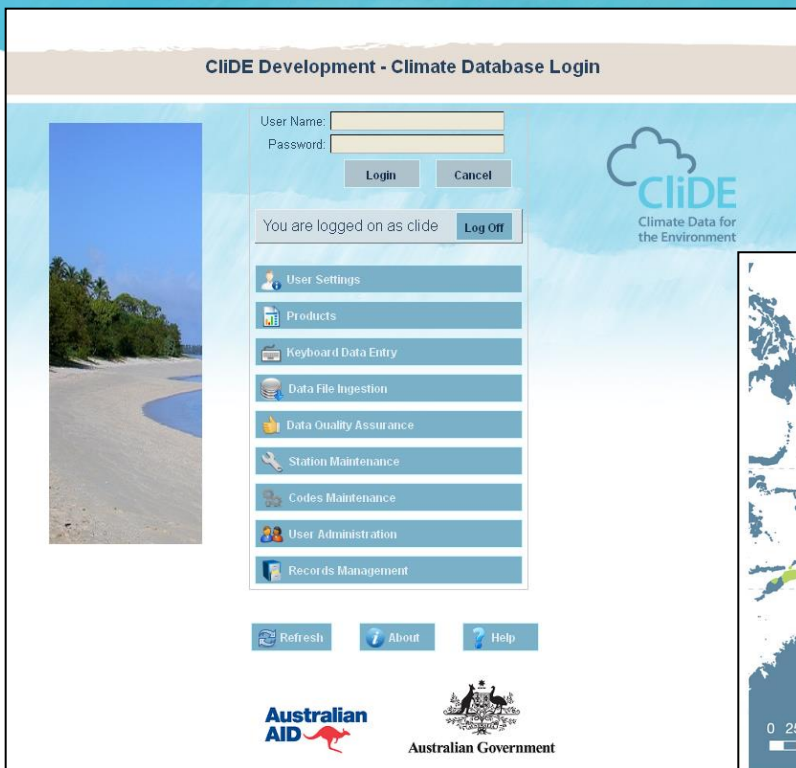 CliDE Development - Climate Database Login
User Name:
Password:
Login Cancel
You are logged on as clide Log Off
CliDE
Climate Data for
the Environment
User Settings
Products
Keyboard Data Entry
Data File Ingestion
Data Quality Assurance
Station Maintenance
Codes Maintenance
User Administration
Records Management
Refresh About Help
Australian
AID
Australian Government
0